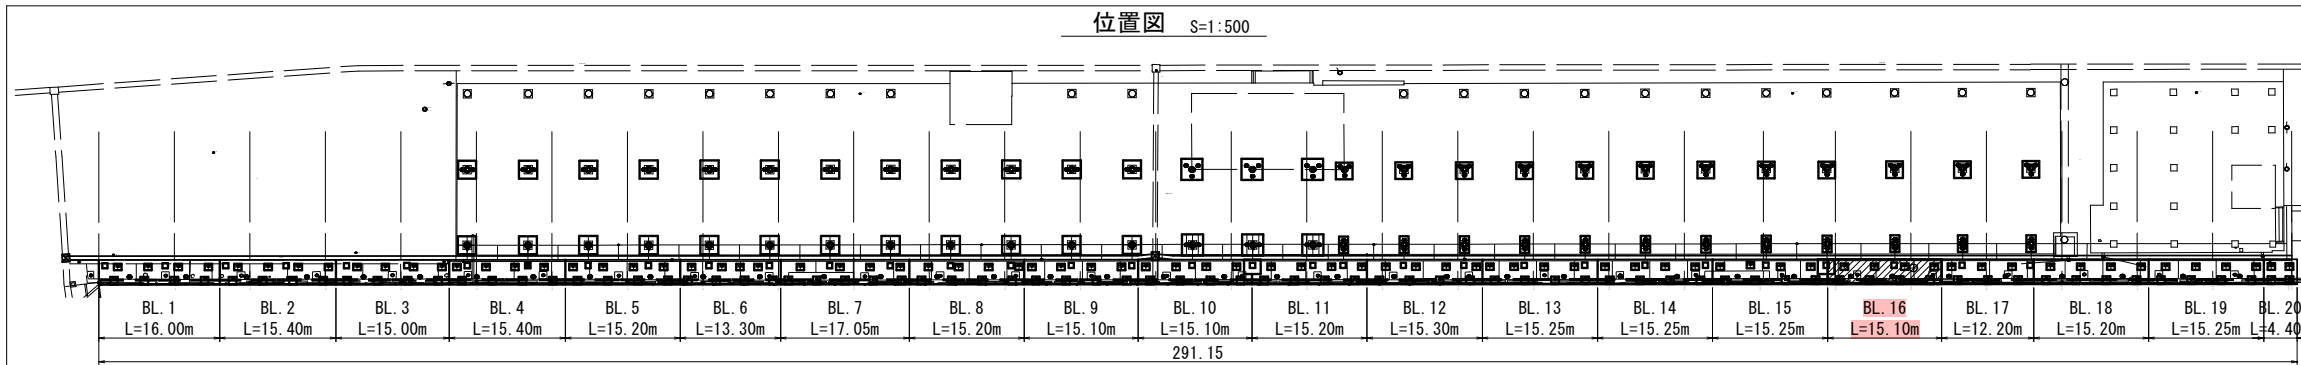 位置図 S=1:500
BL. 1 BL. 2 BL. 3 BL. 4 BL. 5 BL. 6 BL. 7 BL. 8 BL. 9 BL. 10 BL. 11 BL. 12 BL. 13 BL. 14 BL. 15 BL. 16 BL. 17 BL. 18 BL. 19 BL. 20
L=16.00m L=15.40m L=15.00m L=15.40m L=15.20m L=13.30m L=17.05m L=15.20m L=15.10m L=15.10m L=15.20m L=15.30m L=15.25m L=15.25m L=15.25m L=15.10m L=12.20m L=15.20m L=15.25m L=4.40
291.15